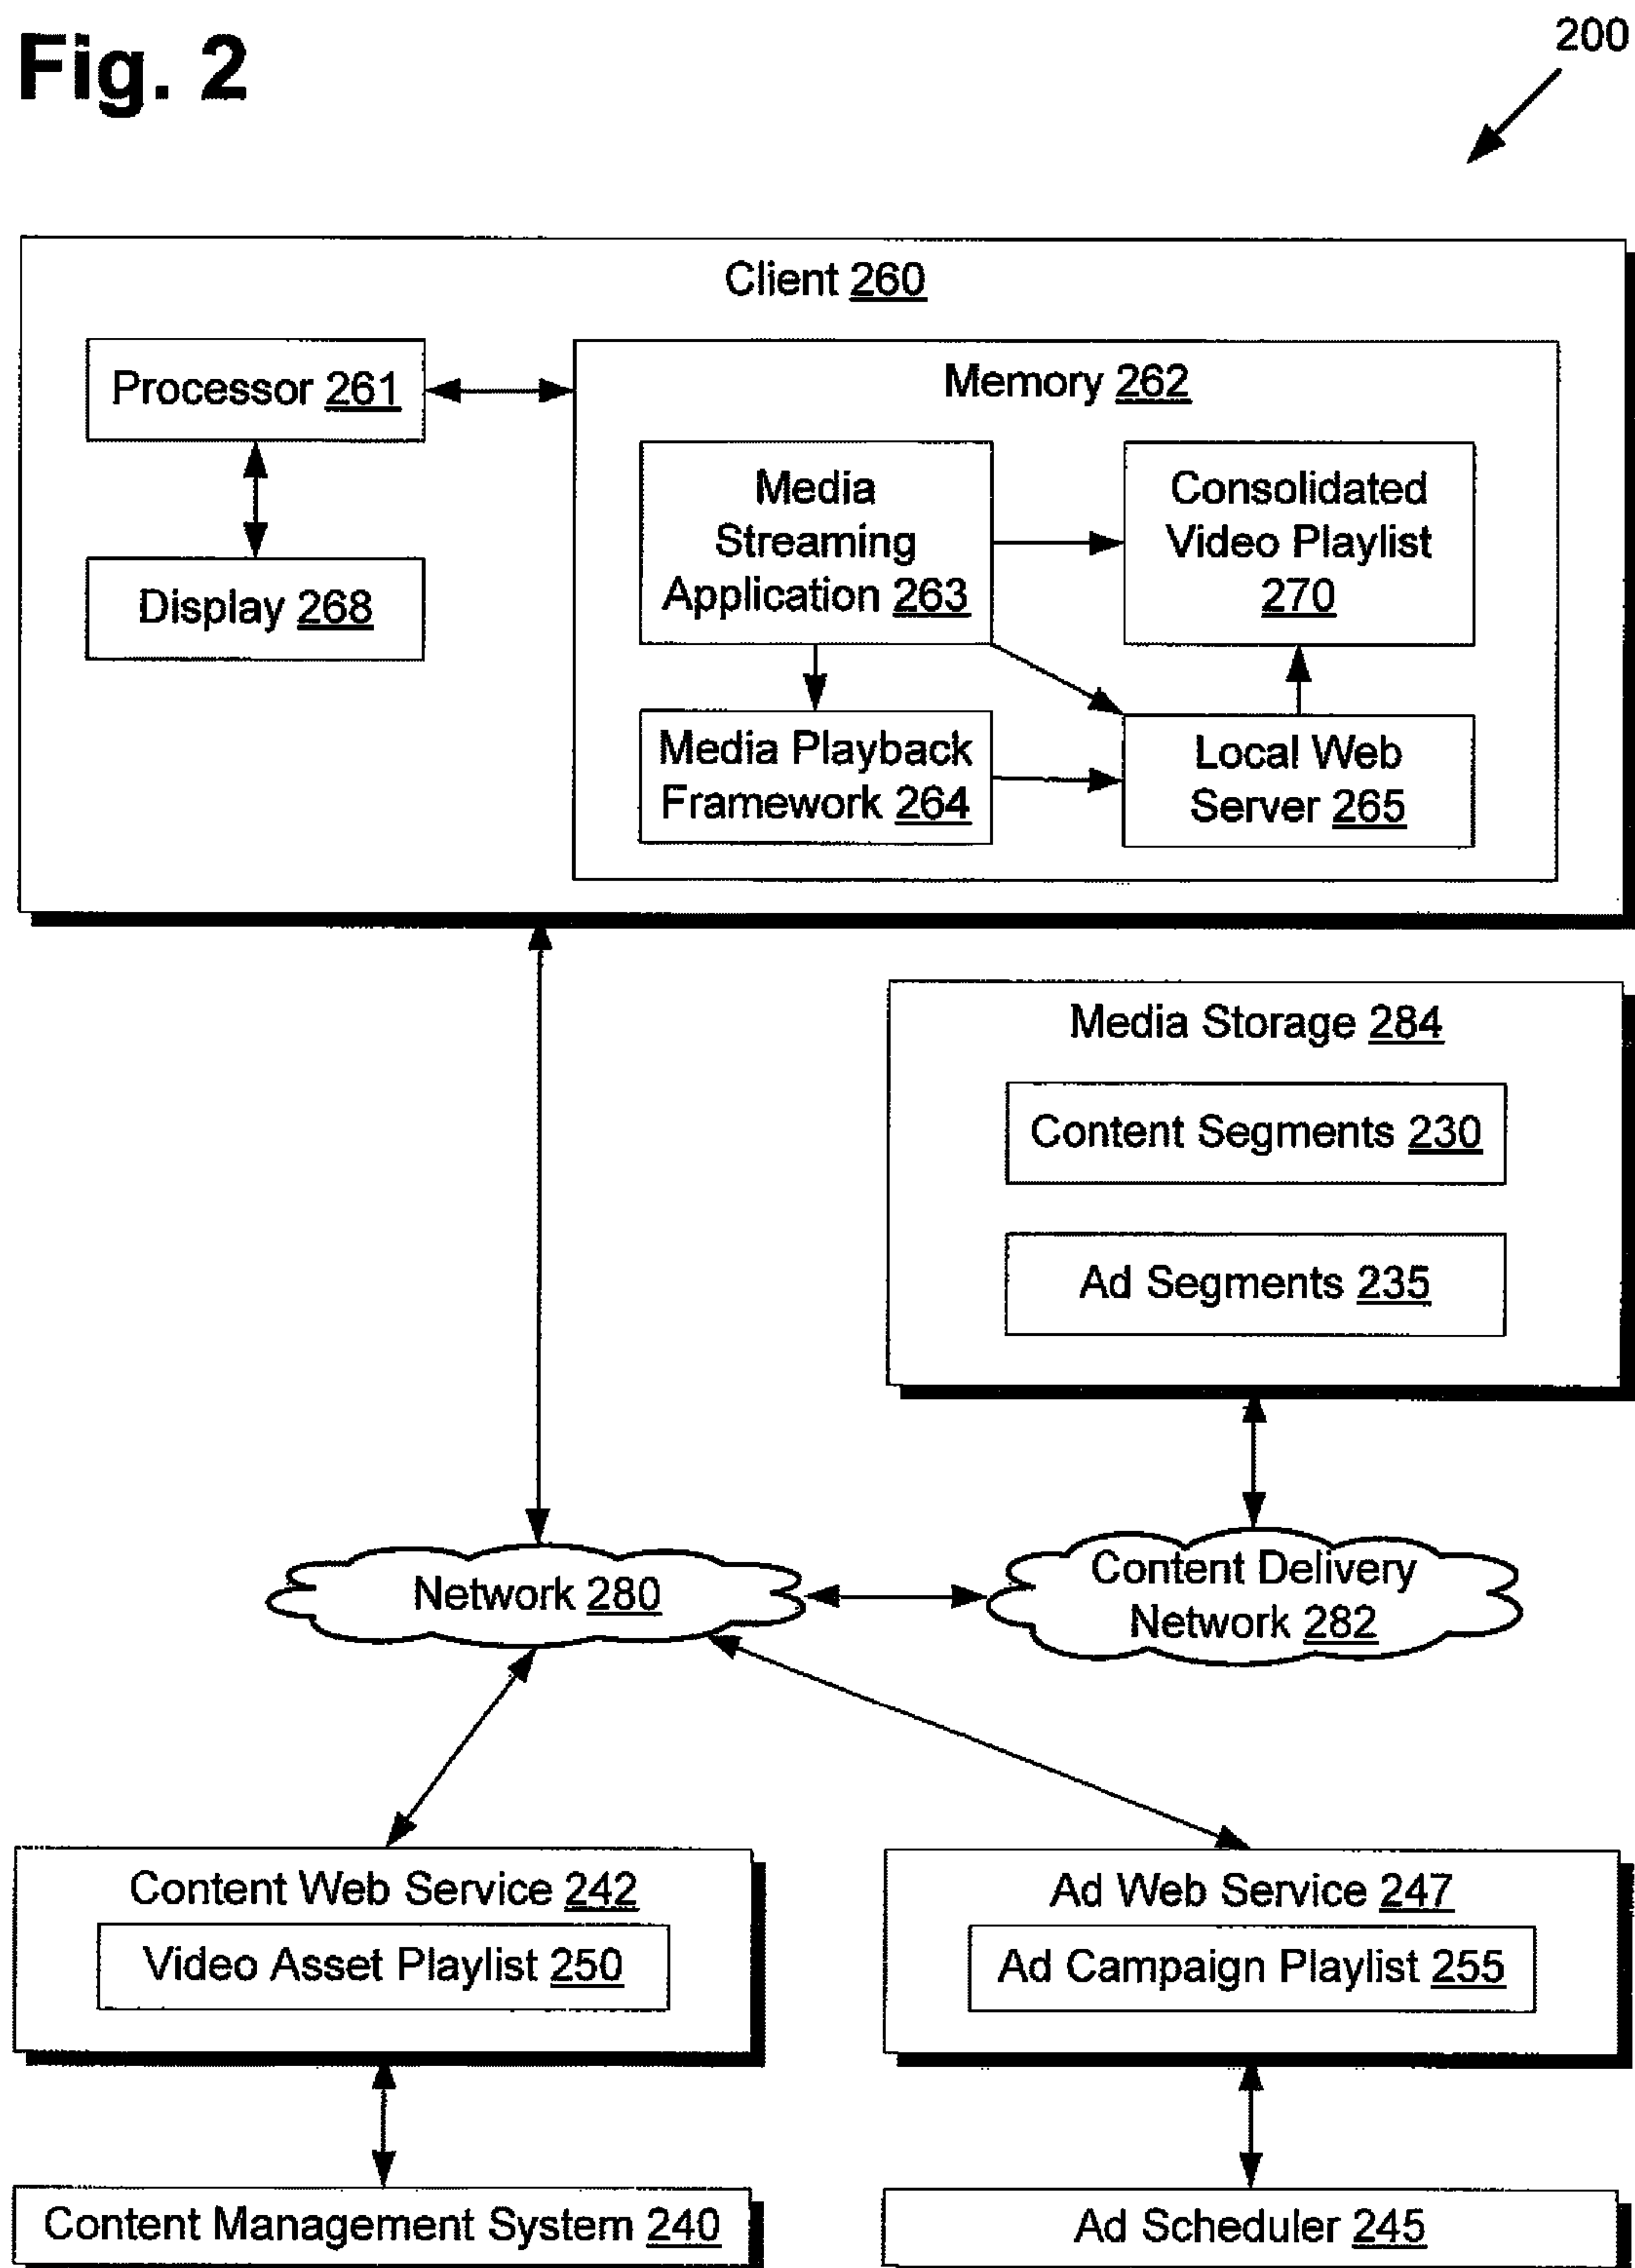 Fig. 2
200
Client 260
Processor 261
Memory 262
Media
Streaming
Application 263
Consolidated
Video Playlist
270
Display 268
Media Playback
Framework 264
Local Web
Server 265
Media Storage 284
Content Segments 230
Ad Segments 235
Network 280
Content Delivery
Network 282
Content Web Service 242
Video Asset Playlist 250
Ad Web Service 247
Ad Campaign Playlist 255
Content Management System 240
Ad Scheduler 245